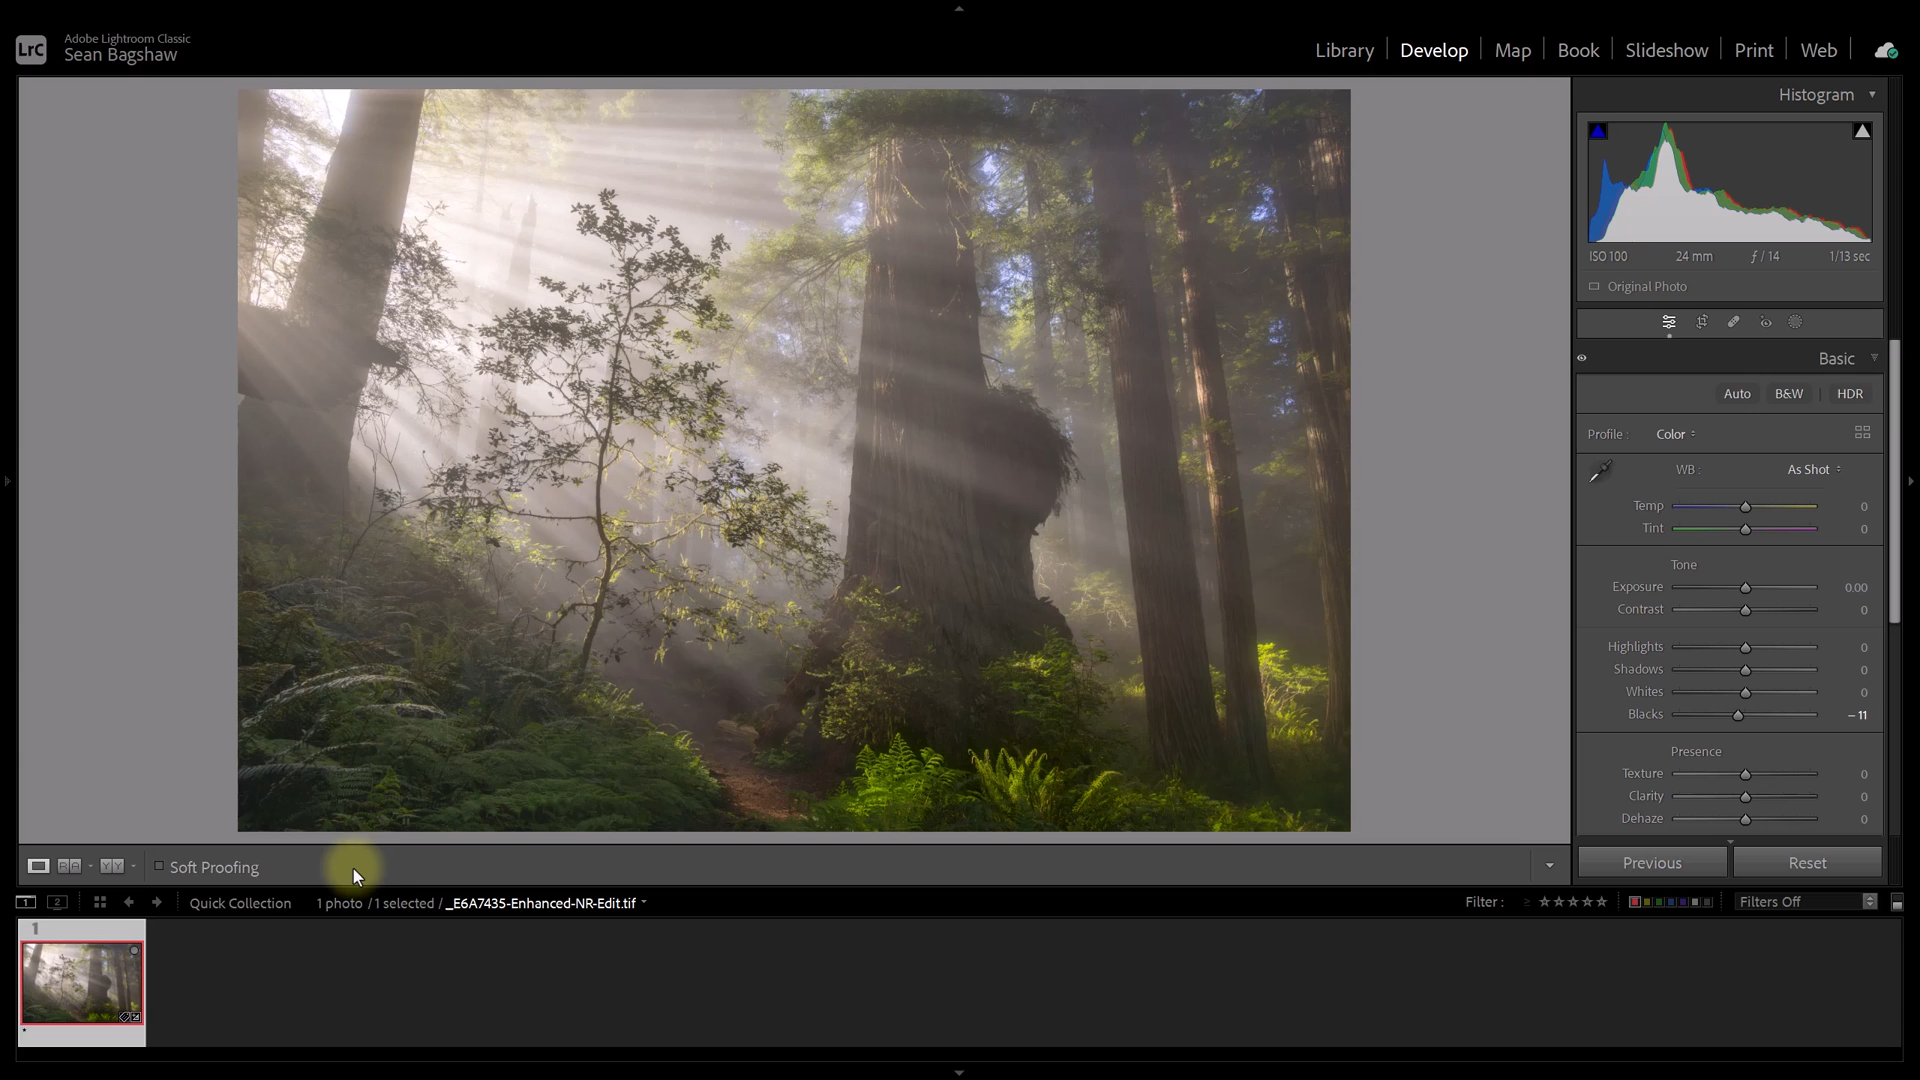 LrC
Adobe Lightroom Classic
Sean Bagshaw
Library Develop Map Book Slideshow Print Web
Histogram
ISO 100 24 mm ƒ / 14 1/13 sec
Original Photo
Basic
Auto B&W HDR
Profile : Color
WB : As Shot
Temp 0
Tint 0
Tone
Exposure 0.00
Contrast 0
Highlights 0
Shadows 0
Whites 0
Blacks – 11
Presence
Texture 0
Clarity 0
Dehaze 0
R A Y Y Soft Proofing
Previous Reset
1 2 Quick Collection 1 photo / 1 selected / _E6A7435-Enhanced-NR-Edit.tif Filter : ≥ ★★★★★ Filters Off
1